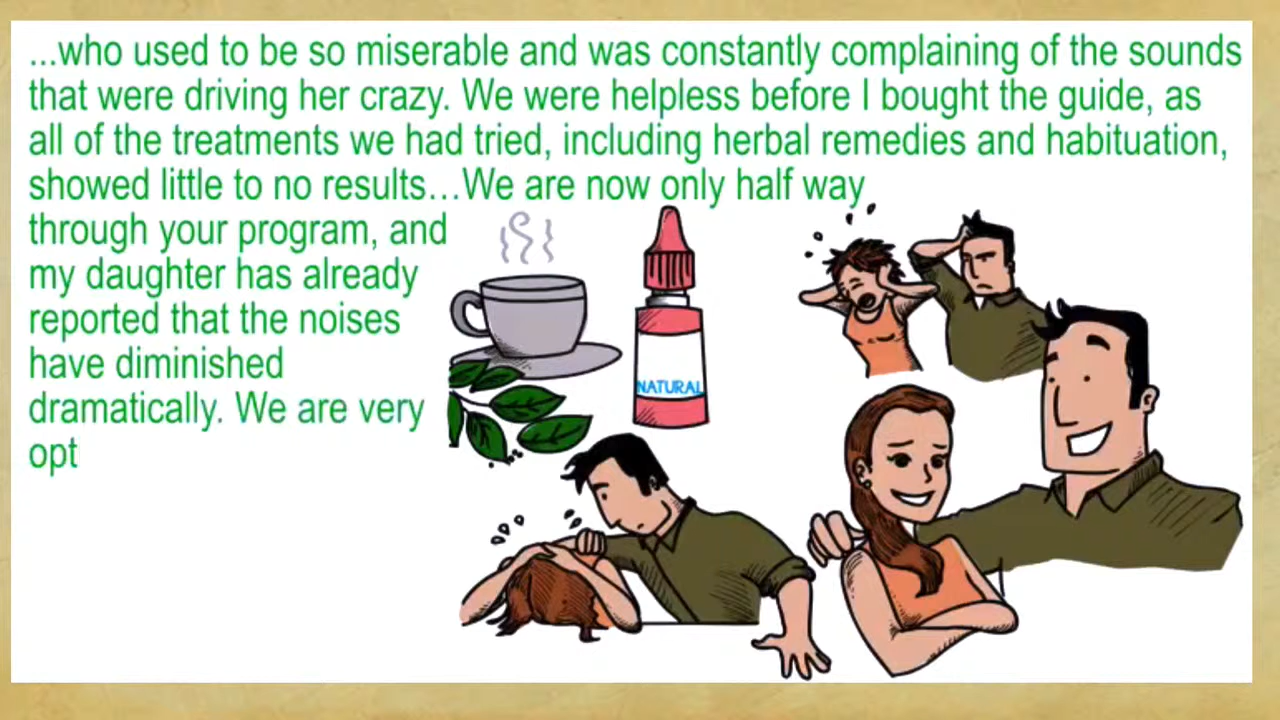 ...who used to be so miserable and was constantly complaining of the sounds
that were driving her crazy. We were helpless before I bought the guide, as
all of the treatments we had tried, including herbal remedies and habituation,
showed little to no results…We are now only half way
through your program, and
my daughter has already
reported that the noises
have diminished
dramatically. We are very
opt
NATURAL